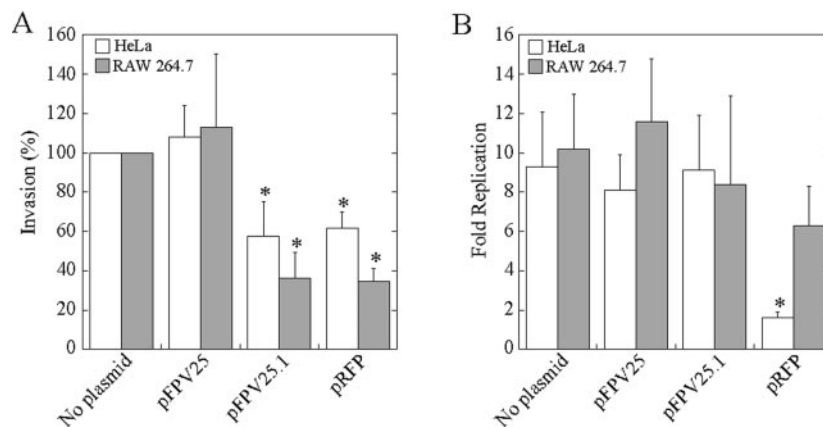 A
HeLa
RAW 264.7
160
140
120
100
80
60
40
20
0
Invasion (%)
*
*
*
*
No plasmid
pFPV25
pFPV25.1
pRFP
B
HeLa
RAW 264.7
16
14
12
10
8
6
4
2
0
Fold Replication
*
No plasmid
pFPV25
pFPV25.1
pRFP